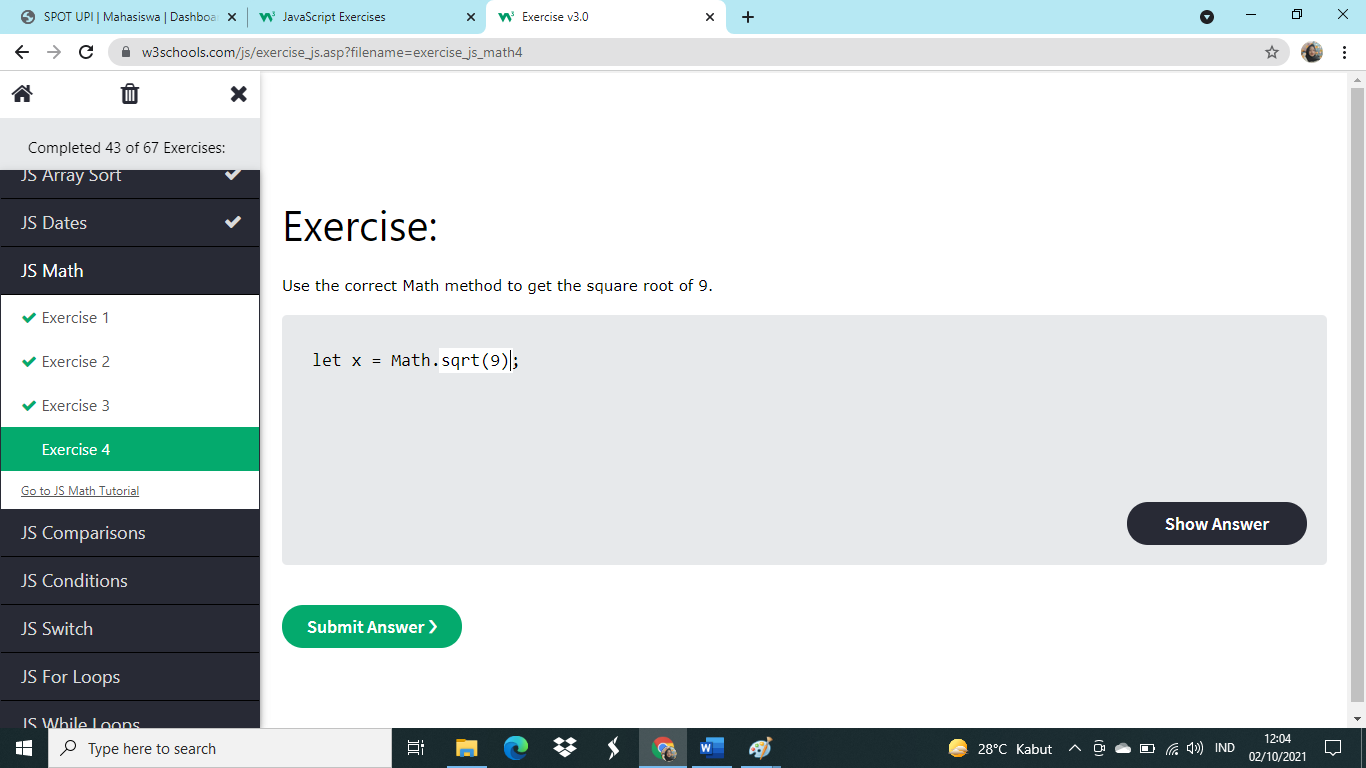 SPOT UPI | Mahasiswa | Dashboa
JavaScript Exercises
Exercise v3.0
w3schools.com/js/exercise_js.asp?filename=exercise_js_math4
Completed 43 of 67 Exercises:
JS Array Sort
JS Dates
JS Math
Exercise 1
Exercise 2
Exercise 3
Exercise 4
Go to JS Math Tutorial
JS Comparisons
JS Conditions
JS Switch
JS For Loops
JS While Loops
Exercise:
Use the correct Math method to get the square root of 9.
let x = Math.sqrt(9);
Show Answer
Submit Answer ❯
Type here to search
28°C Kabut
IND
12:04
02/10/2021